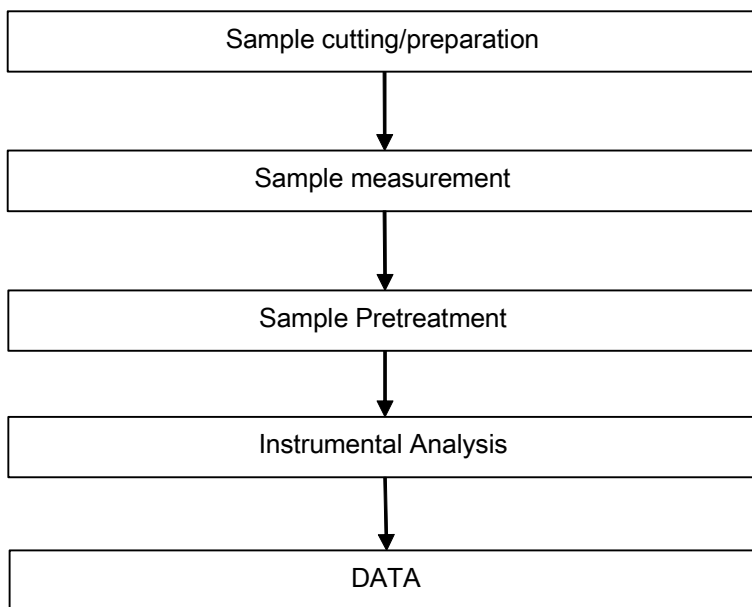 Sample cutting/preparation
Sample measurement
Sample Pretreatment
Instrumental Analysis
DATA